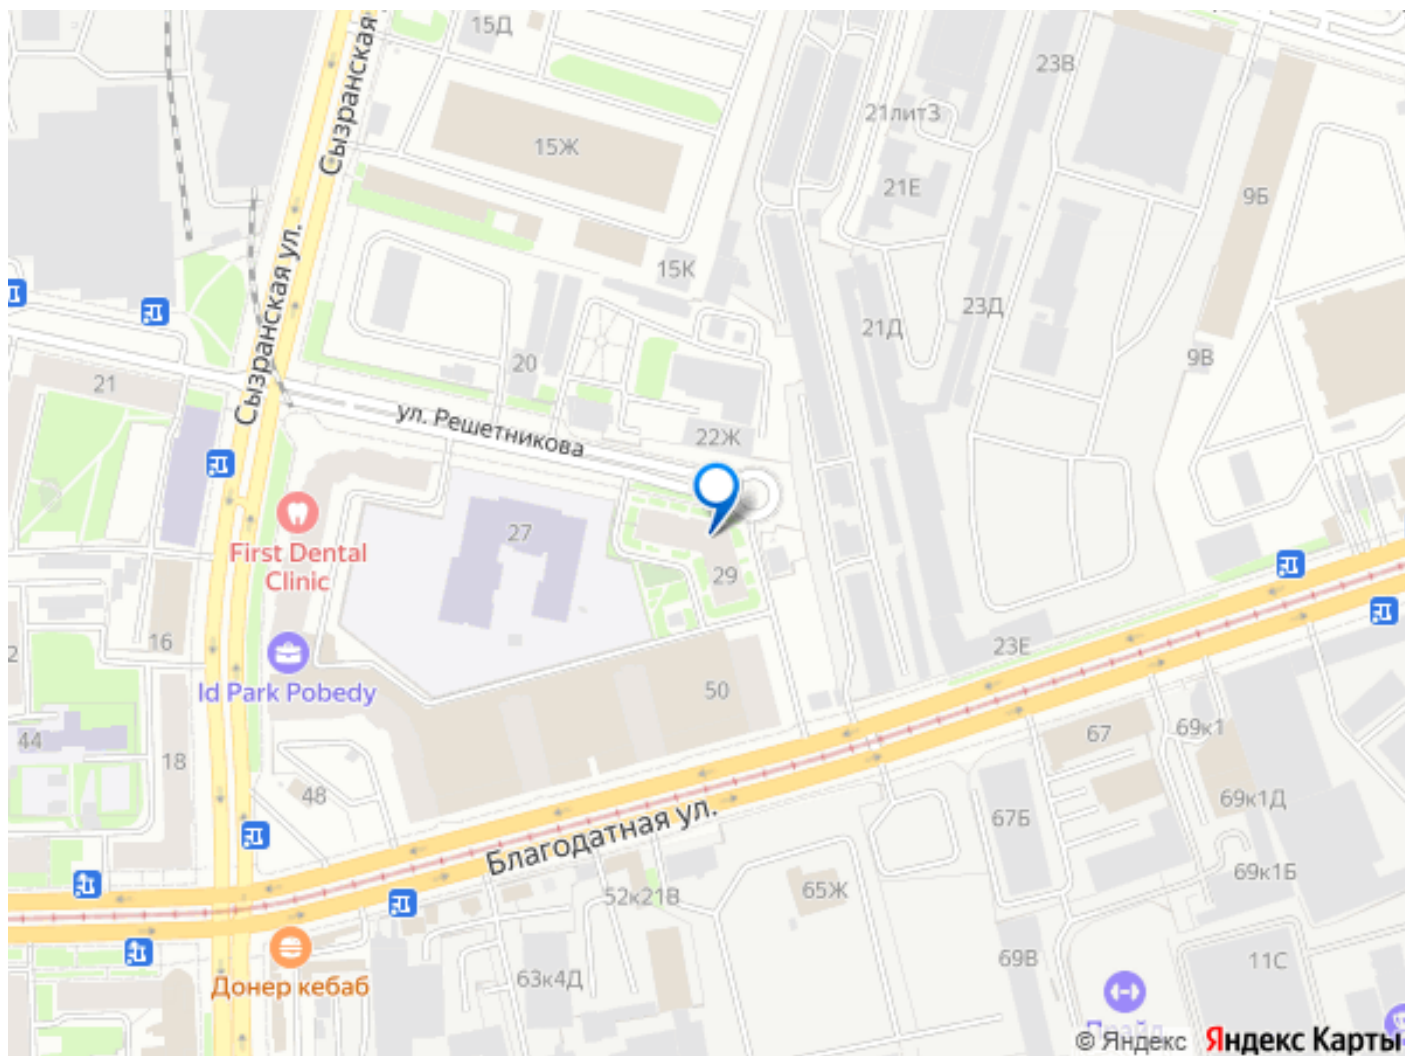 15Д
Сызранская
23В
21литЗ
15Ж
21Е
9Б
Сызранская ул.
15К
23Д
21Д
9В
20
21
ул. Решетникова
22Ж
27
First Dental
Clinic
29
16
23Е
Id Park Pobedy
50
44
18
67
69к1
48
69к1Д
67Б
Благодатная ул.
69к1Б
65Ж
52к21В
69В
11С
63к4Д
Донер кебаб
Прайд
© Яндекс
Яндекс Карты